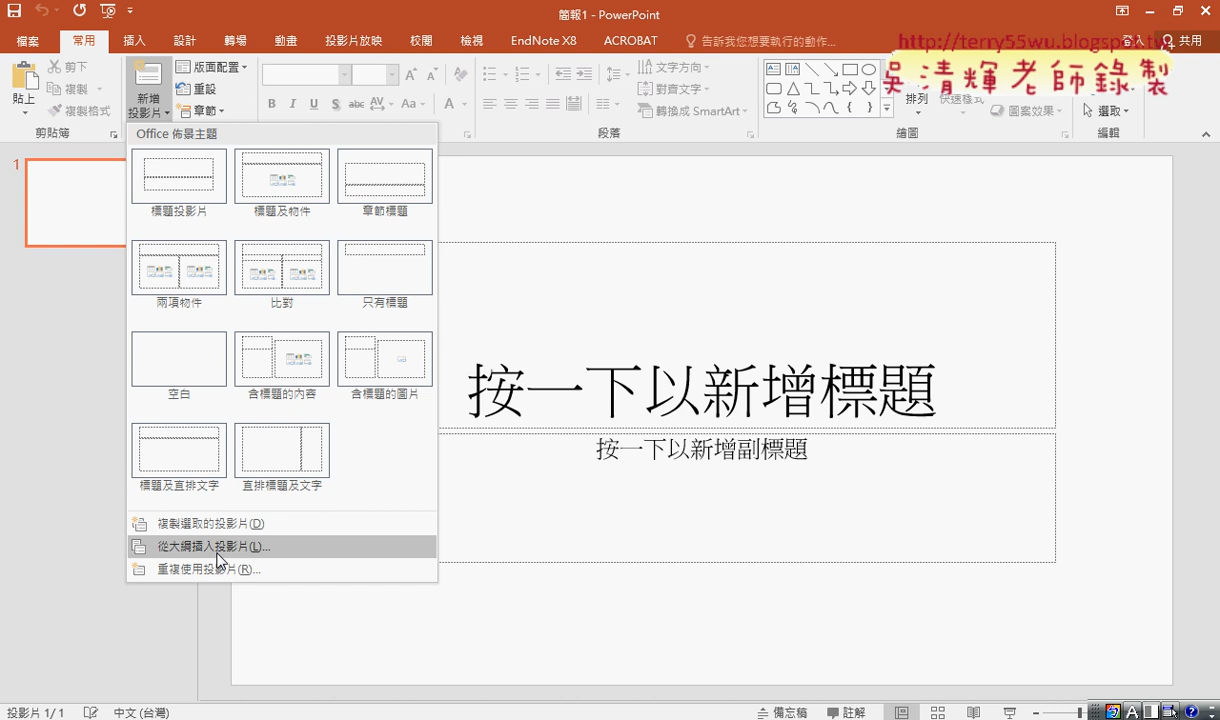 簡報1 - PowerPoint
檔案 常用 插入 設計 轉場 動畫 投影片放映 校閱 檢視 EndNote X8 ACROBAT 告訴我您想要執行的動作... 登入 共用
http://terry55wu.blogspot.tw
吳清輝老師錄製
貼上 剪下 複製 複製格式 剪貼簿
新增投影片 版面配置 重設 章節
B I U S abc AV Aa A
文字方向 對齊文字 轉換成 SmartArt 段落
排列 快速樣式 圖案效果 繪圖
選取 編輯
Office 佈景主題
標題投影片 標題及物件 章節標題
兩項物件 比對 只有標題
空白 含標題的內容 含標題的圖片
標題及直排文字 直排標題及文字
複製選取的投影片(D)
從大綱插入投影片(L)...
重複使用投影片(R)...
1
按一下以新增標題
按一下以新增副標題
投影片 1/1 中文 (台灣) 備忘稿 註解